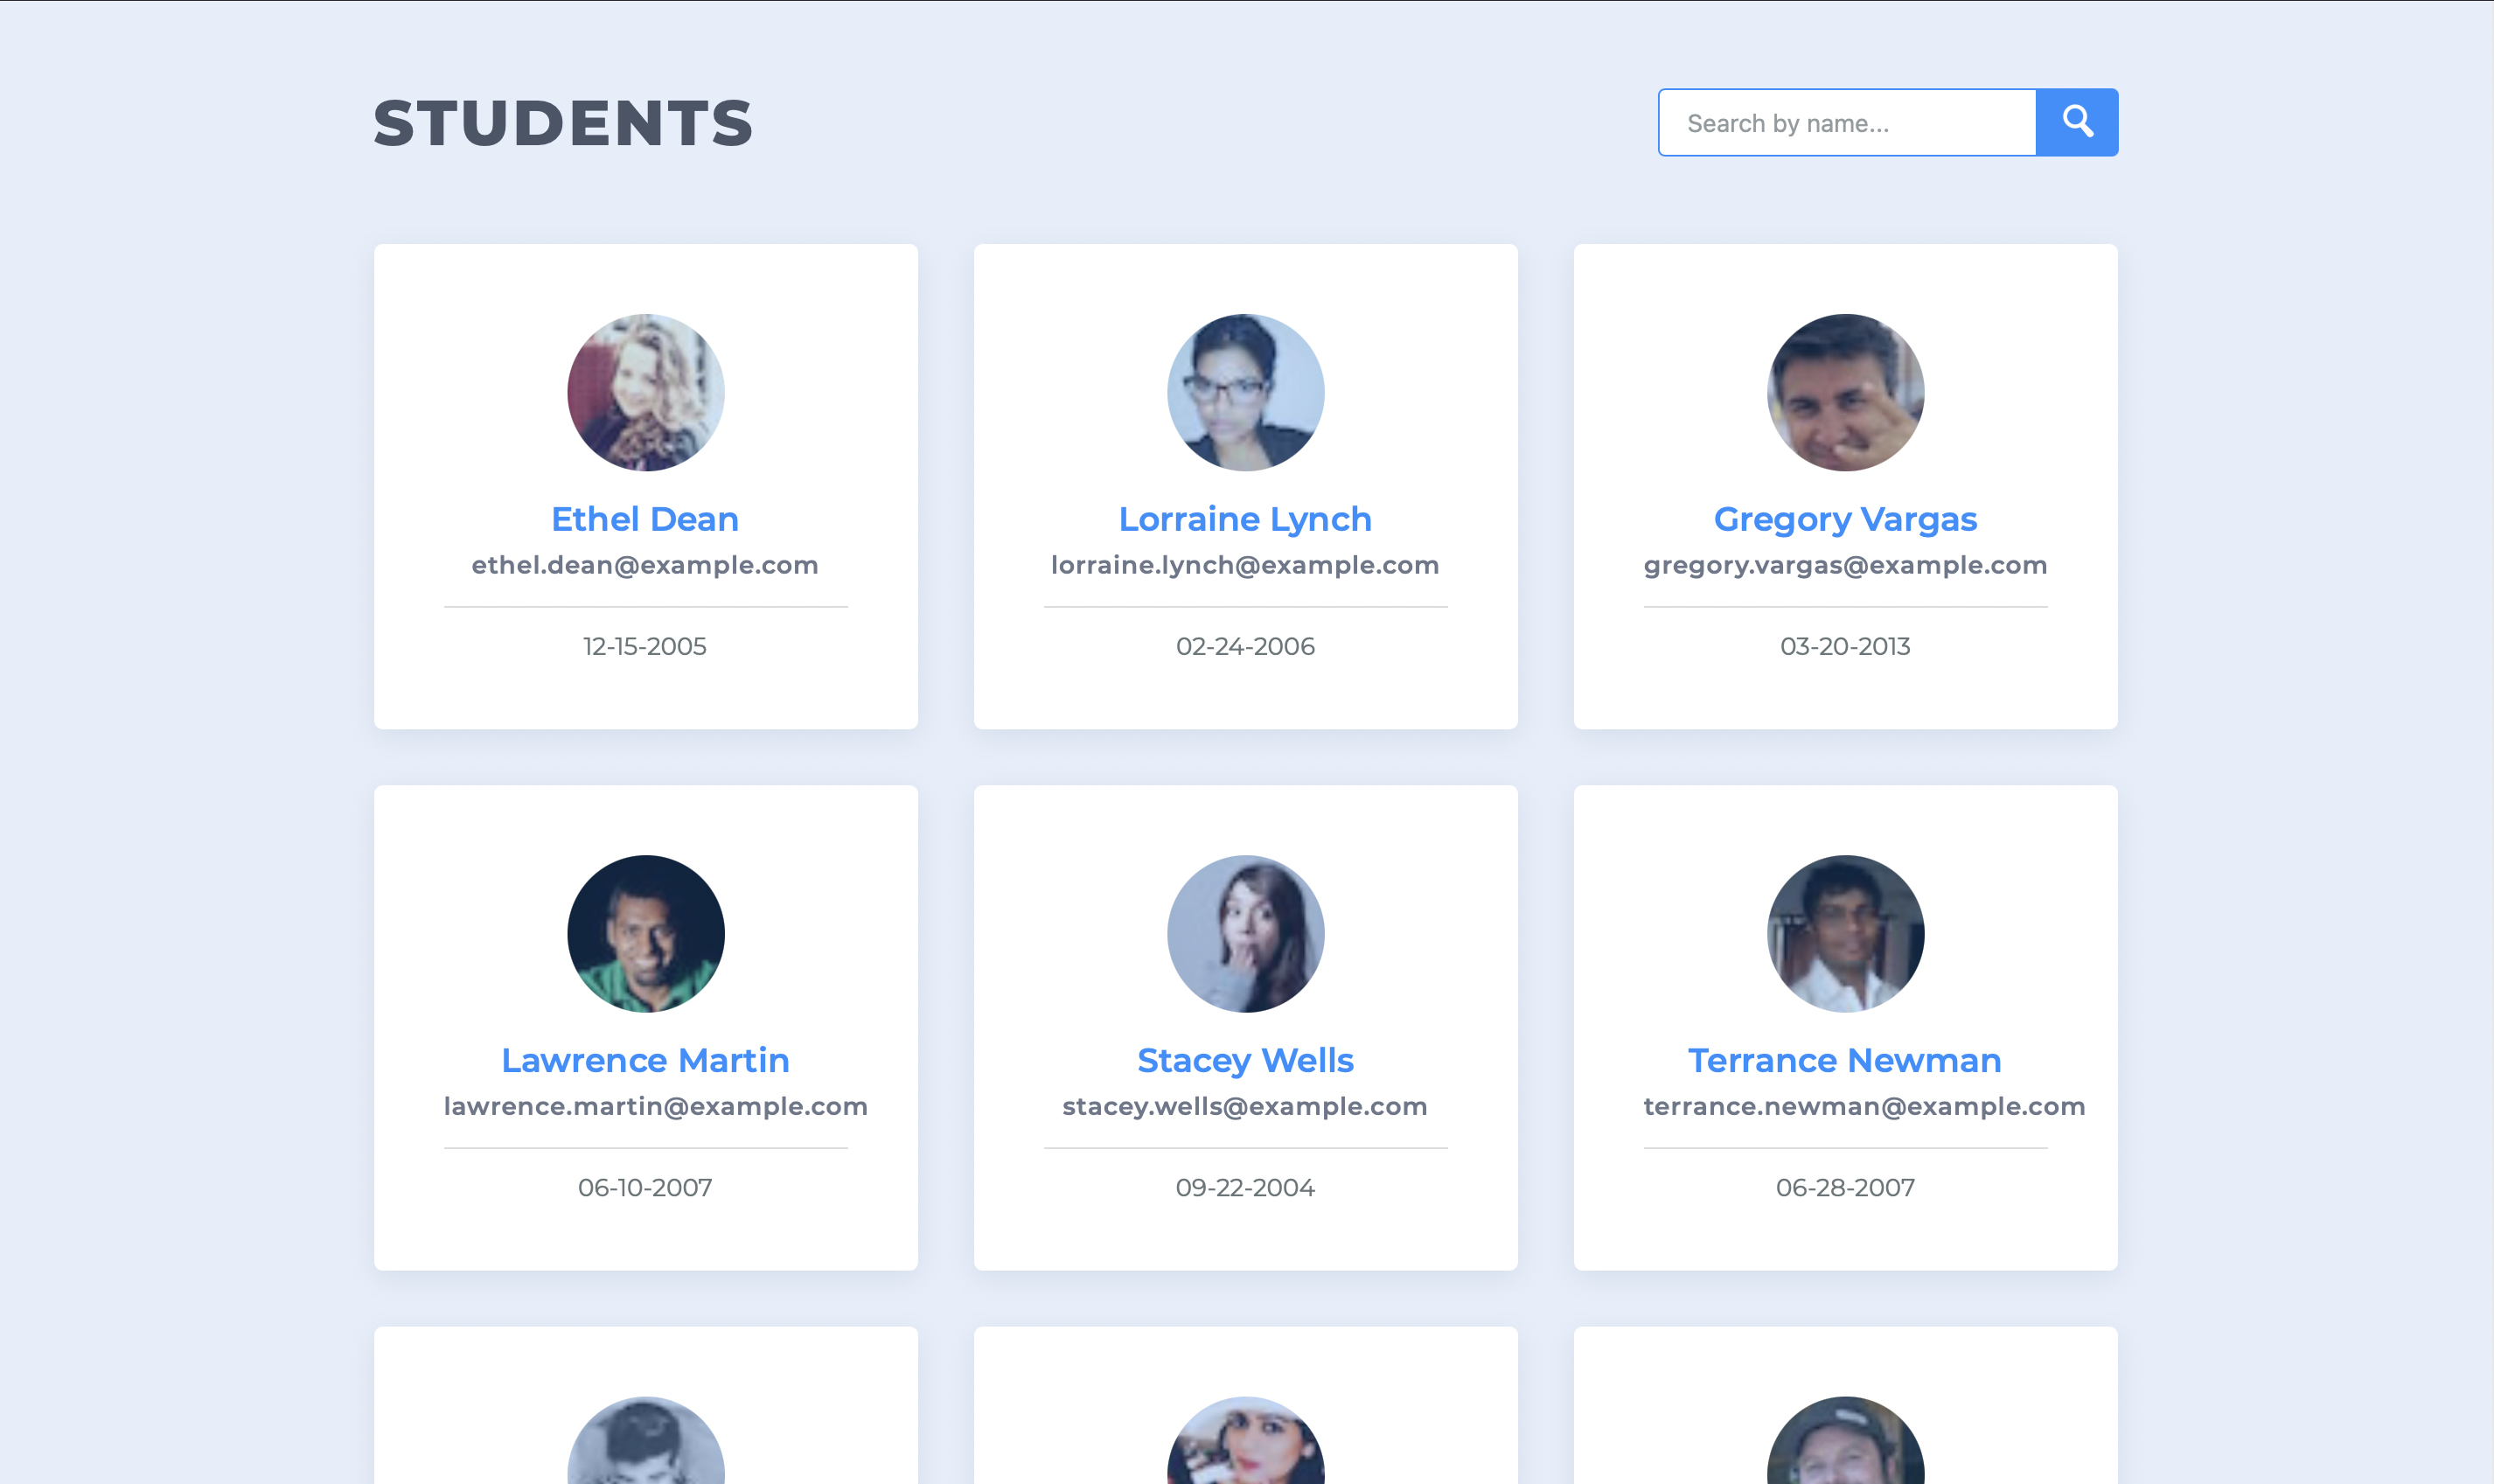 STUDENTS
Search by name...
Ethel Dean
ethel.dean@example.com
12-15-2005
Lorraine Lynch
lorraine.lynch@example.com
02-24-2006
Gregory Vargas
gregory.vargas@example.com
03-20-2013
Lawrence Martin
lawrence.martin@example.com
06-10-2007
Stacey Wells
stacey.wells@example.com
09-22-2004
Terrance Newman
terrance.newman@example.com
06-28-2007